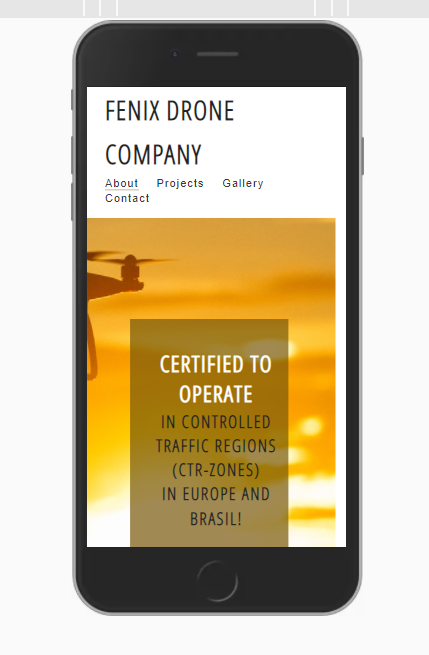 FENIX DRONE
COMPANY
About Projects Gallery
Contact
CERTIFIED TO
OPERATE
IN CONTROLLED
TRAFFIC REGIONS
(CTR-ZONES)
IN EUROPE AND
BRASIL!